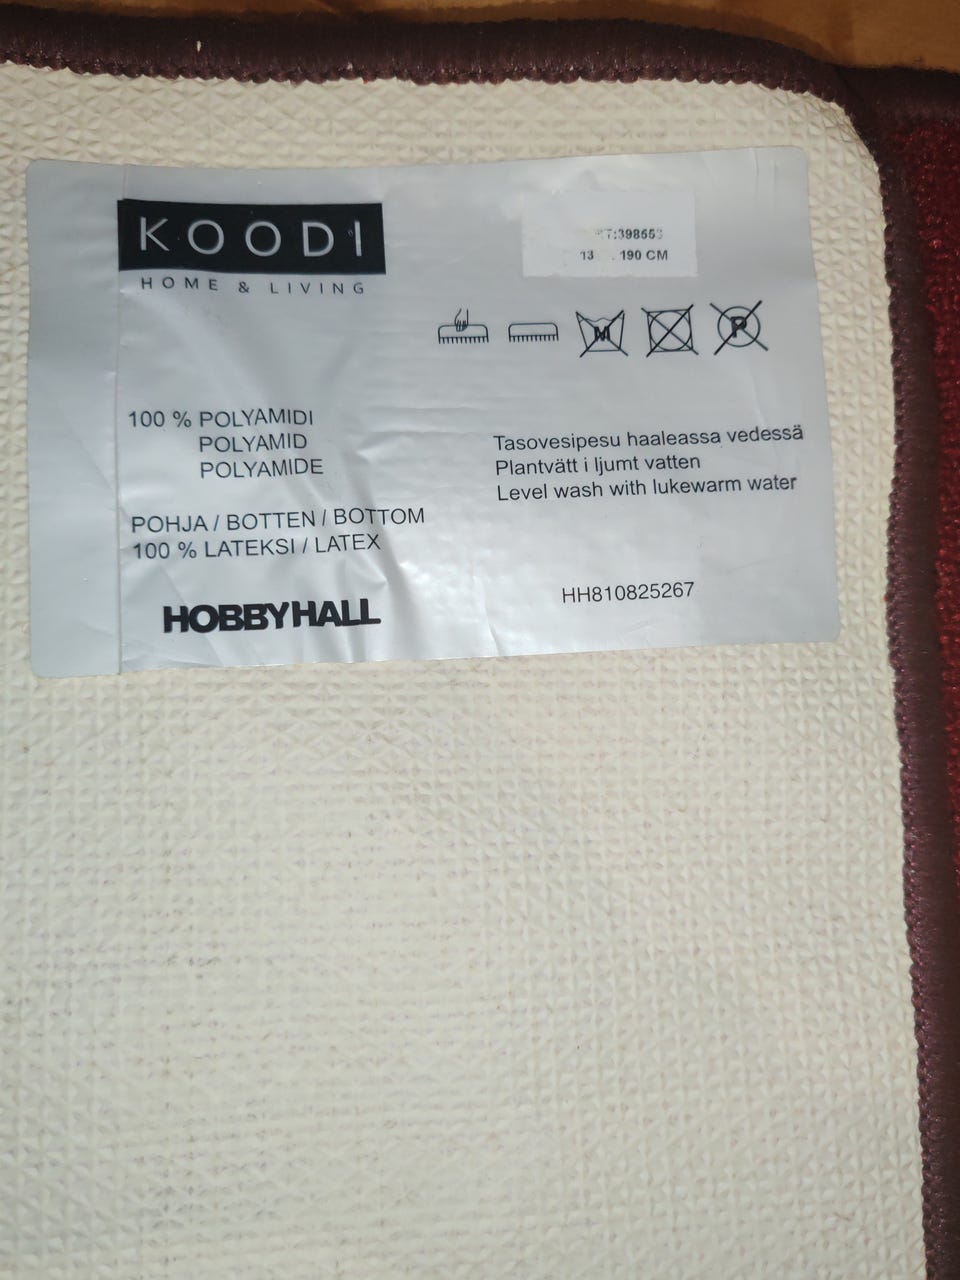 KOODI
HOME & LIVING
190 CM
M
P
100 % POLYAMIDI
POLYAMID
POLYAMIDE
Tasovesipesu haaleassa vedessä
Plantvätt i ljumt vatten
Level wash with lukewarm water
POHJA / BOTTEN / BOTTOM
100 % LATEKSI / LATEX
HOBBYHALL
HH810825267